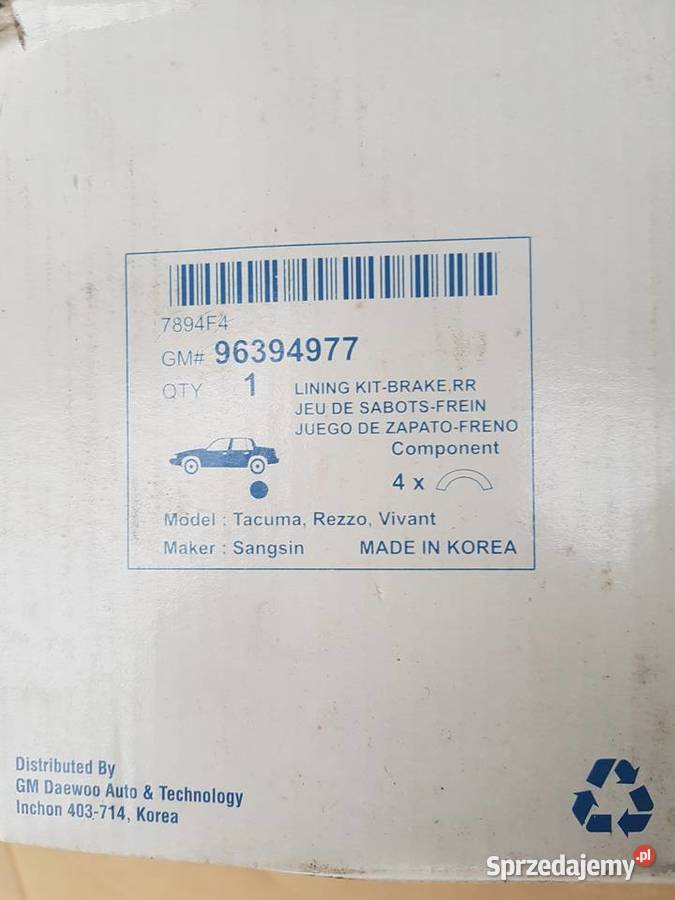 7894F4
GM# 96394977
QTY 1
LINING KIT-BRAKE,RR
JEU DE SABOTS-FREIN
JUEGO DE ZAPATO-FRENO
Component
4 x
Model : Tacuma, Rezzo, Vivant
Maker : Sangsin MADE IN KOREA
Distributed By
GM Daewoo Auto & Technology
Inchon 403-714, Korea
Sprzedajemy.pl